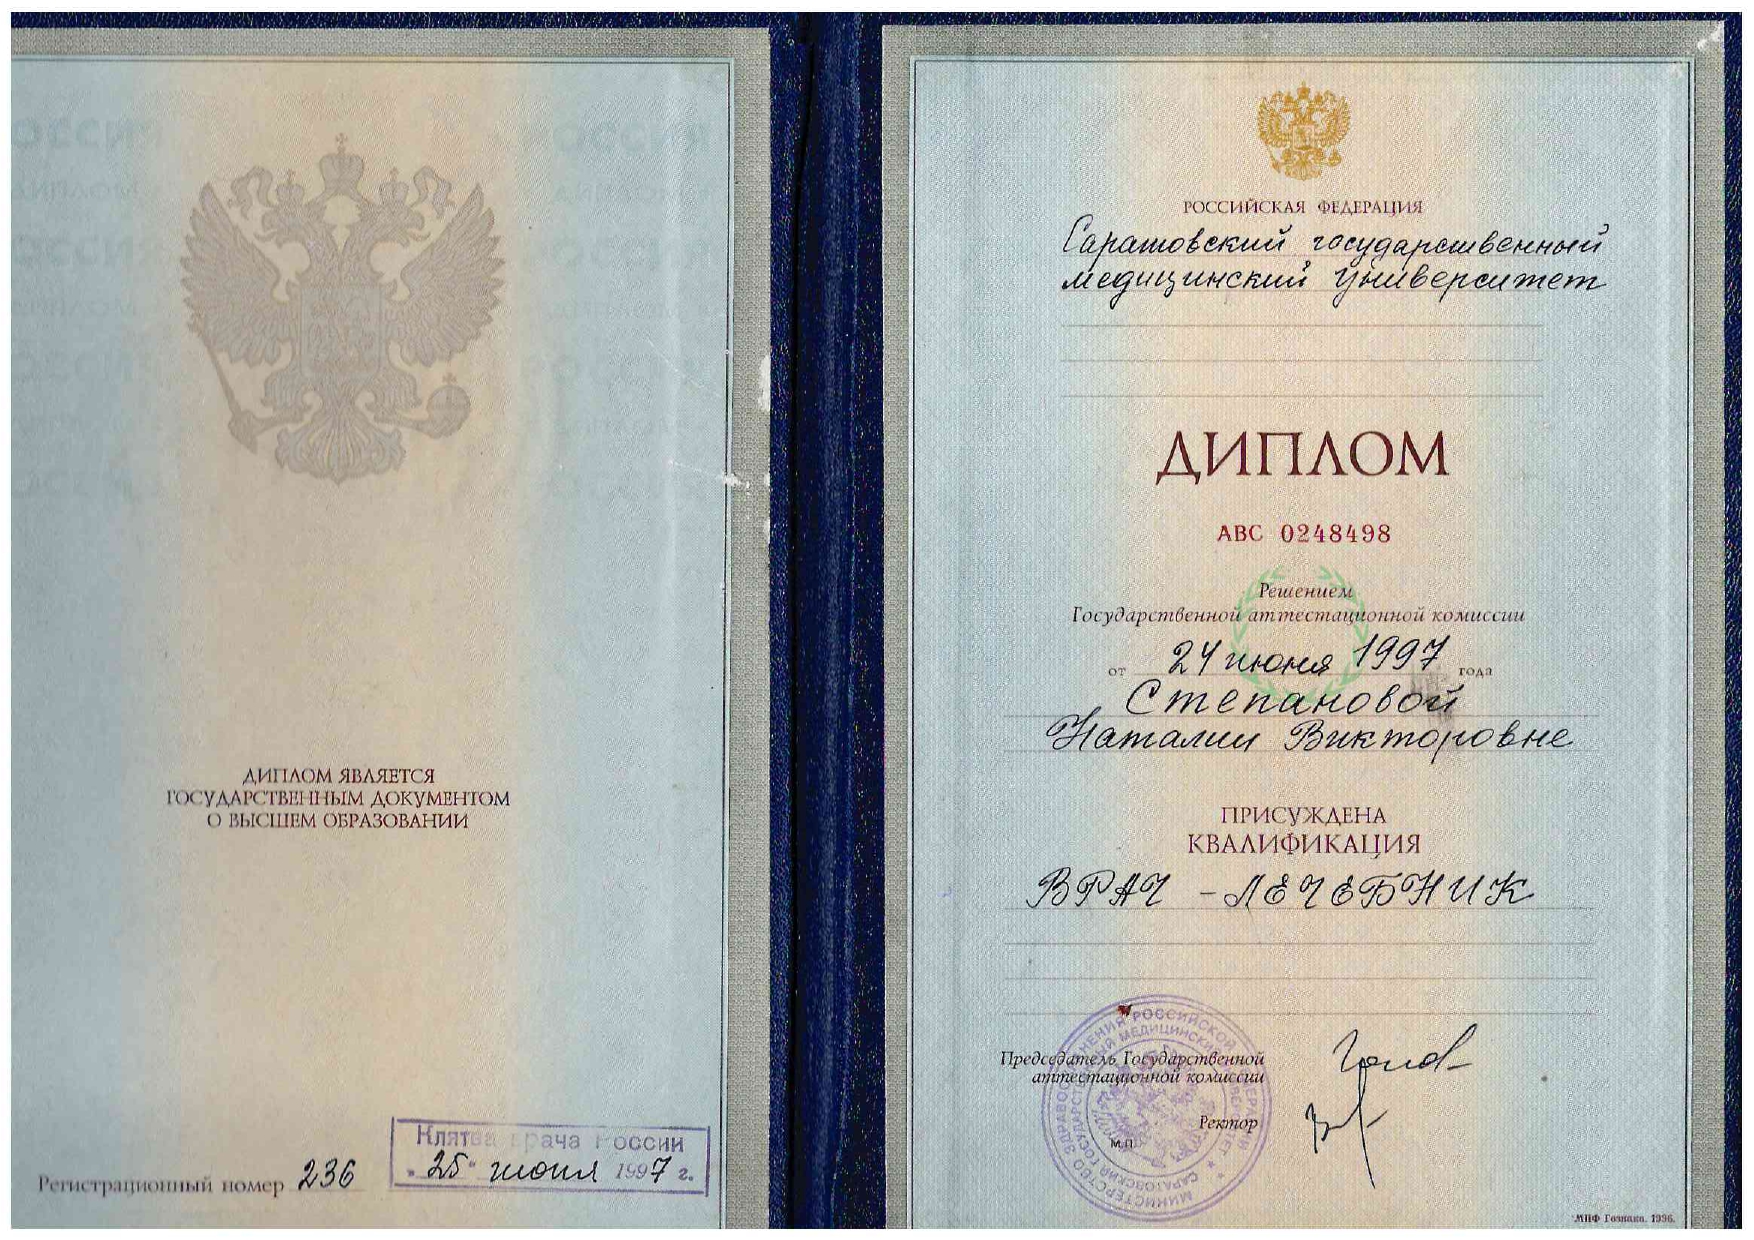 ДИПЛОМ ЯВЛЯЕТСЯ
ГОСУДАРСТВЕННЫМ ДОКУМЕНТОМ
О ВЫСШЕМ ОБРАЗОВАНИИ
Клятва врача России
"25" июня 1997 г.
Регистрационный номер 236
РОССИЙСКАЯ ФЕДЕРАЦИЯ
Саратовский государственный
медицинский университет
ДИПЛОМ
АВС 0248498
Решением
Государственной аттестационной комиссии
от 24 июня 1997 года
Степановой
Наталии Викторовне
ПРИСУЖДЕНА
КВАЛИФИКАЦИЯ
ВРАЧ - ЛЕЧЕБНИК
Председатель Государственной
аттестационной комиссии
Ректор
М.П.
МПФ Гознака. 1996.